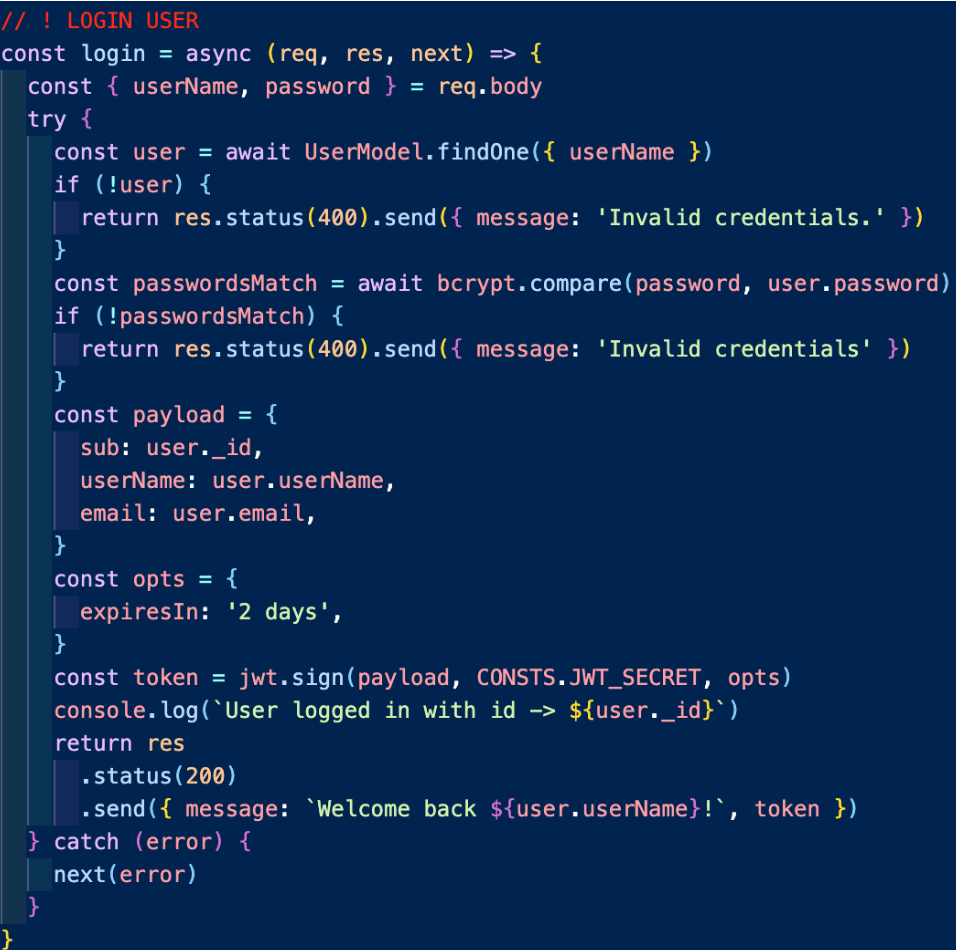 // ! LOGIN USER
const login = async (req, res, next) => {
  const { userName, password } = req.body
  try {
    const user = await UserModel.findOne({ userName })
    if (!user) {
      return res.status(400).send({ message: 'Invalid credentials.' })
    }
    const passwordsMatch = await bcrypt.compare(password, user.password)
    if (!passwordsMatch) {
      return res.status(400).send({ message: 'Invalid credentials' })
    }
    const payload = {
      sub: user._id,
      userName: user.userName,
      email: user.email,
    }
    const opts = {
      expiresIn: '2 days',
    }
    const token = jwt.sign(payload, CONSTS.JWT_SECRET, opts)
    console.log(`User logged in with id -> ${user._id}`)
    return res
      .status(200)
      .send({ message: `Welcome back ${user.userName}!`, token })
  } catch (error) {
    next(error)
  }
}